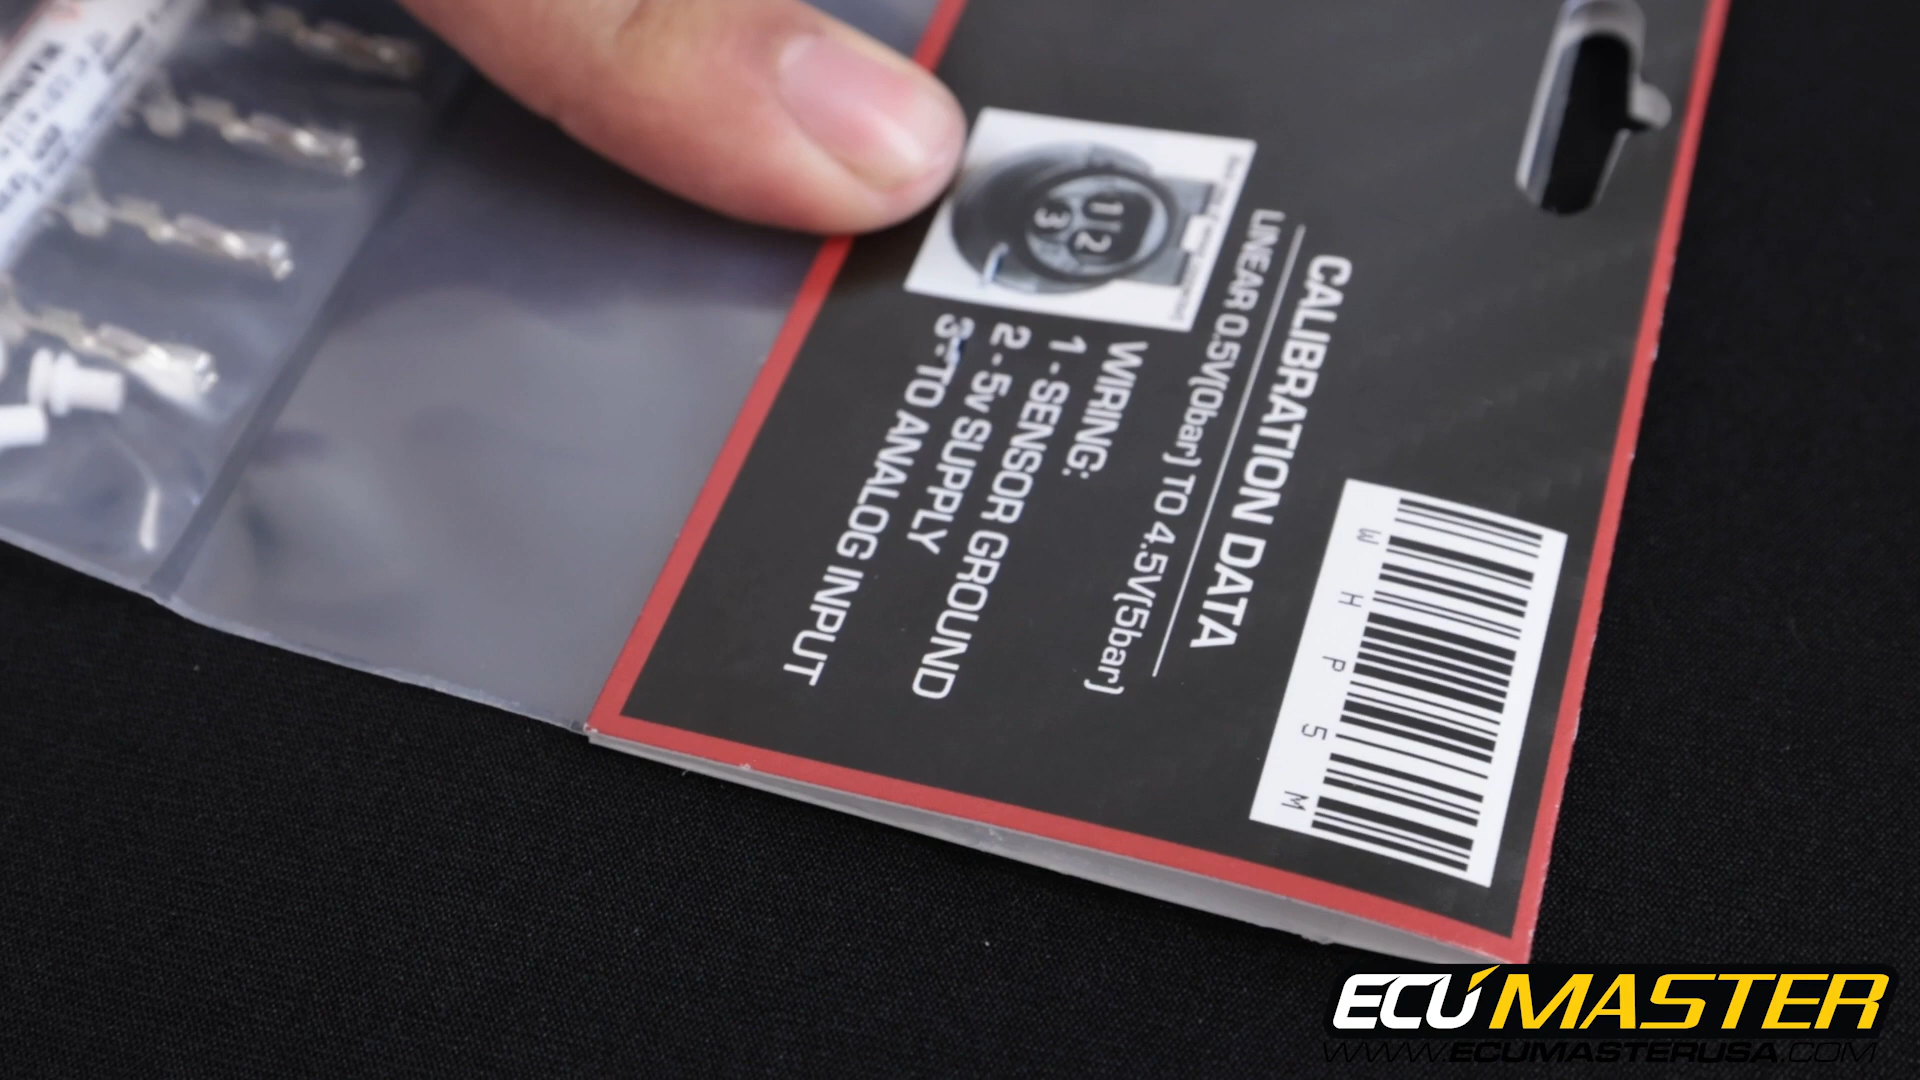 CALIBRATION DATA
LINEAR 0.5V(0bar) TO 4.5V(5bar)
WIRING:
1 - SENSOR GROUND
2 - 5v SUPPLY
3 - TO ANALOG INPUT
1 2
3
W H P 5 M
ECUMASTER
WWW.ECUMASTERUSA.COM